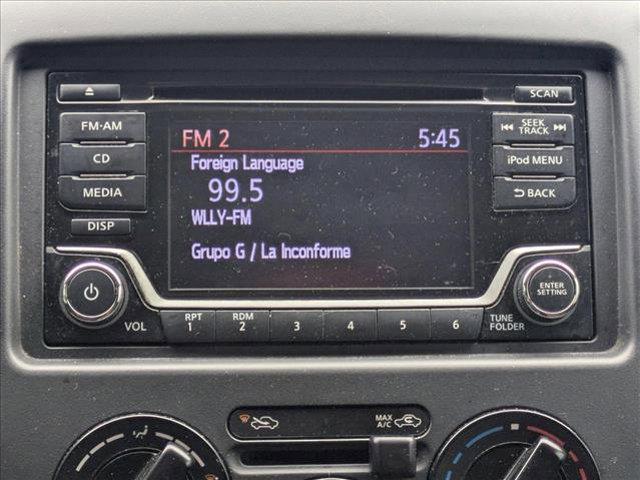 SCAN
FM·AM
CD
MEDIA
DISP
FM 2 5:45
Foreign Language
99.5
WLLY-FM
Grupo G / La Inconforme
SEEK
TRACK
iPod MENU
BACK
VOL
RPT
1
RDM
2
3
4
5
6
TUNE
FOLDER
ENTER
SETTING
MAX
A/C